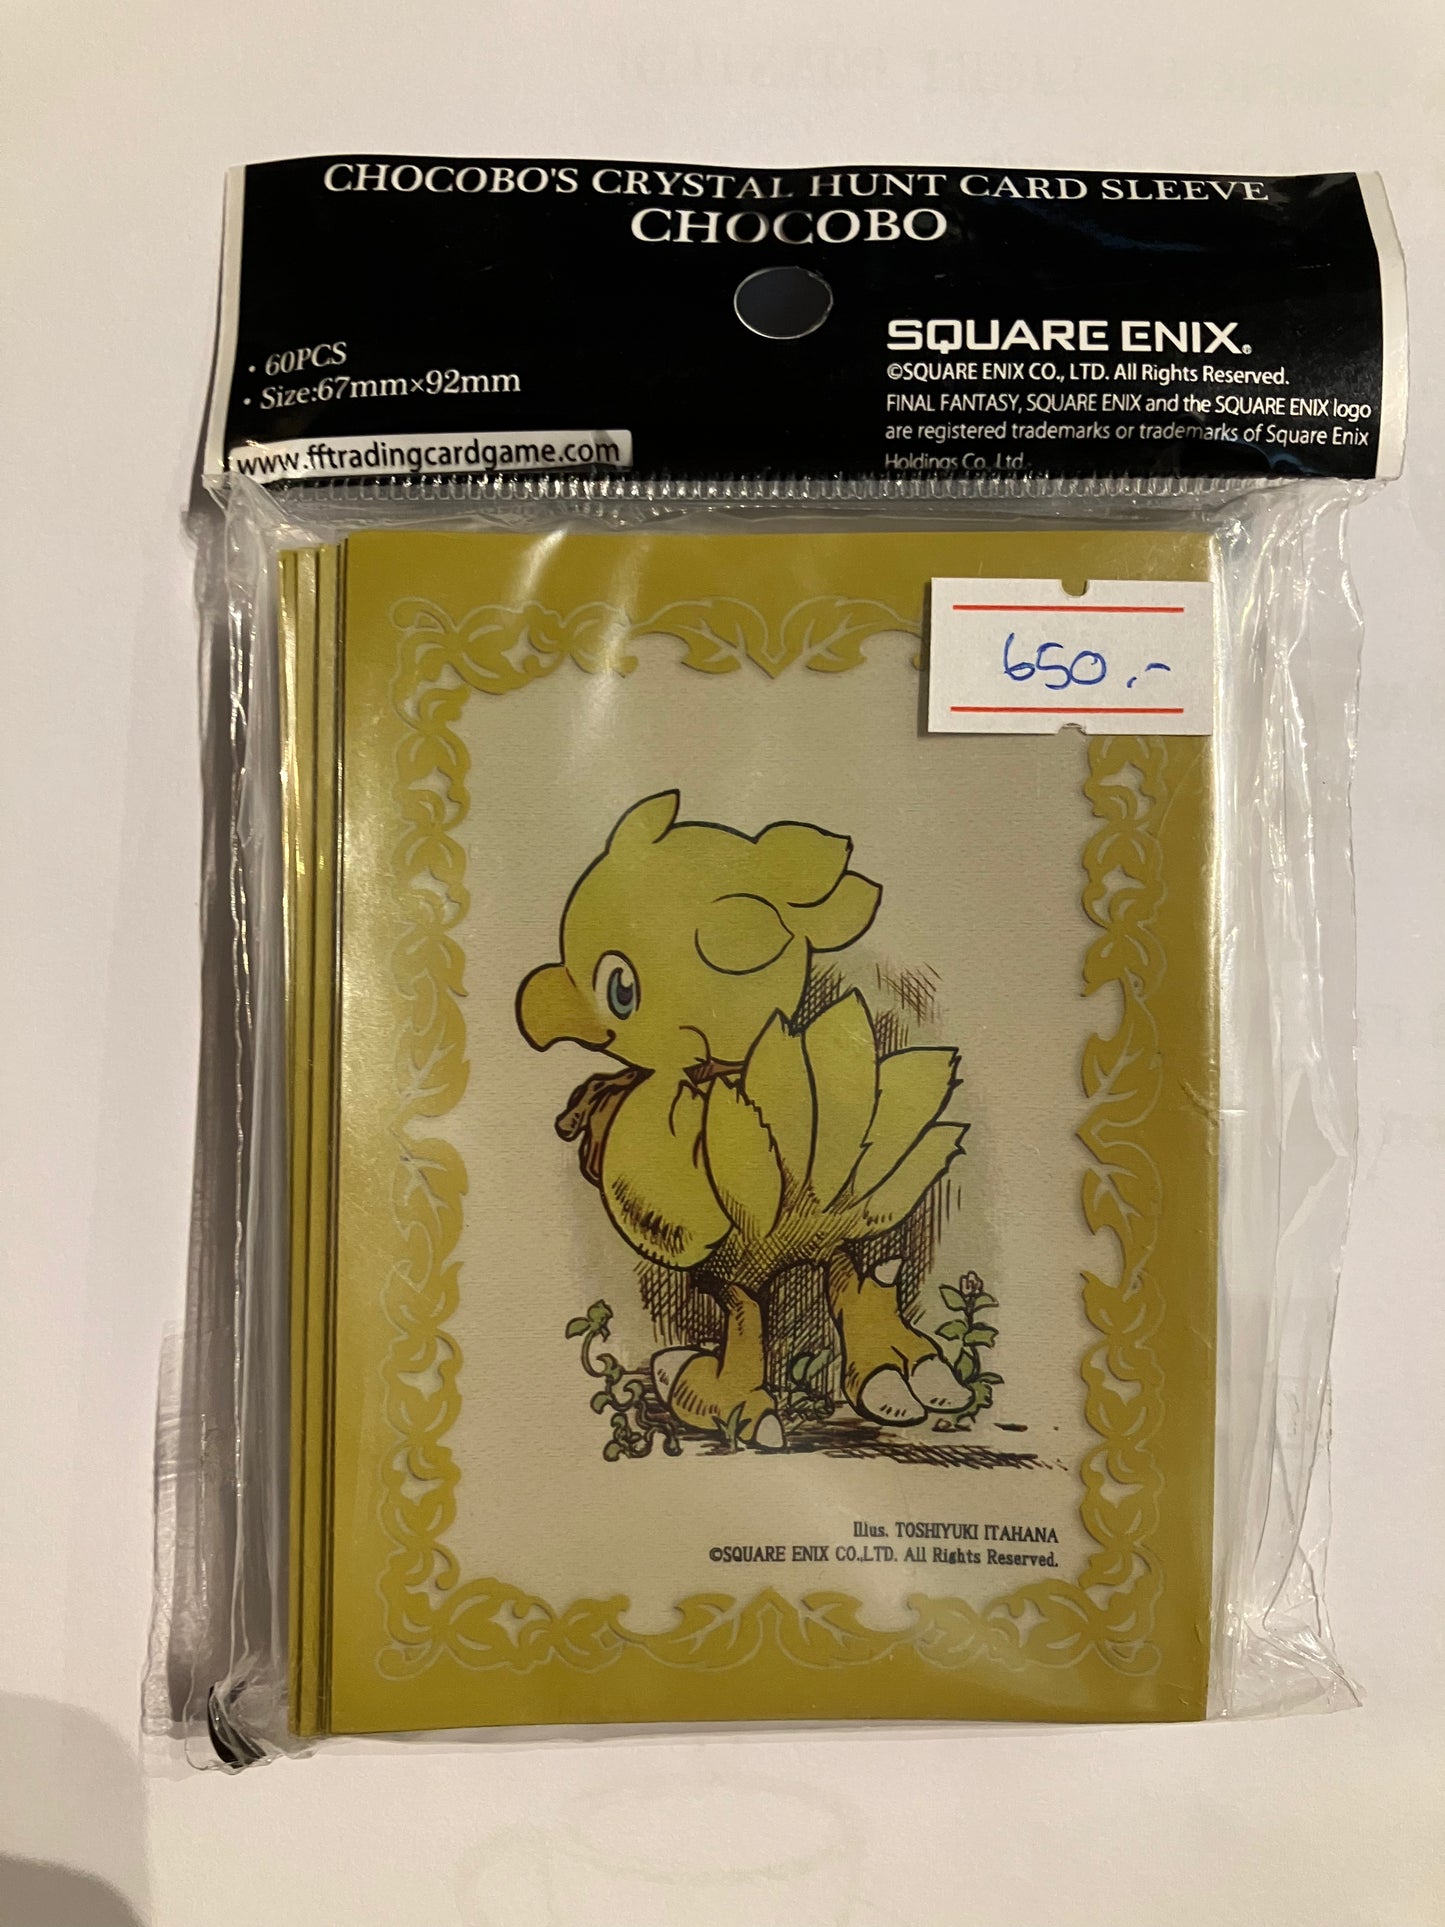 CHOCOBO'S CRYSTAL HUNT CARD SLEEVE
CHOCOBO
• 60PCS
• Size:67mm×92mm
www.fftradingcardgame.com
SQUARE ENIX.
©SQUARE ENIX CO., LTD. All Rights Reserved.
FINAL FANTASY, SQUARE ENIX and the SQUARE ENIX logo
are registered trademarks or trademarks of Square Enix
Holdings Co. Ltd.
650.-
Illus. TOSHIYUKI ITAHANA
©SQUARE ENIX CO.,LTD. All Rights Reserved.